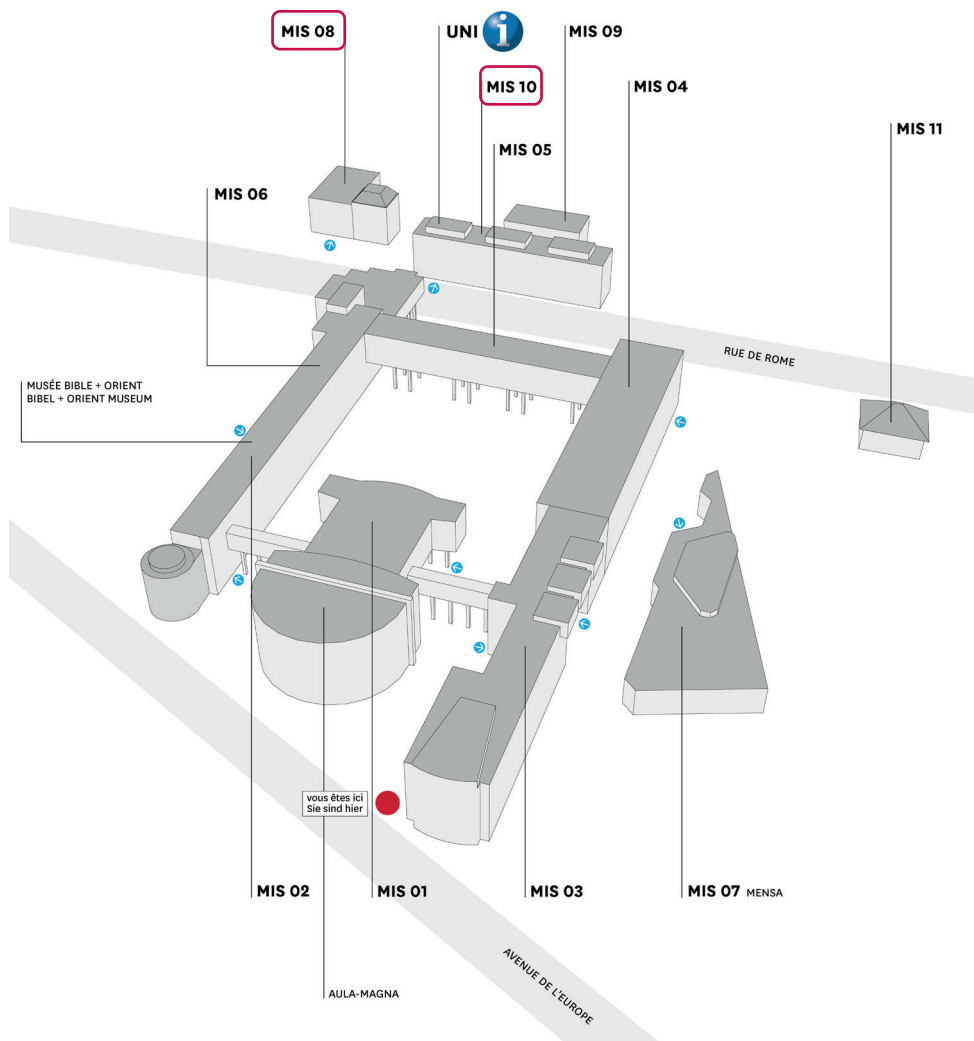 MIS 08
UNI i
MIS 09
MIS 10
MIS 04
MIS 11
MIS 05
MIS 06
RUE DE ROME
MUSÉE BIBLE + ORIENT
BIBEL + ORIENT MUSEUM
vous êtes ici
Sie sind hier
MIS 02
MIS 01
MIS 03
MIS 07 MENSA
AULA-MAGNA
AVENUE DE L'EUROPE